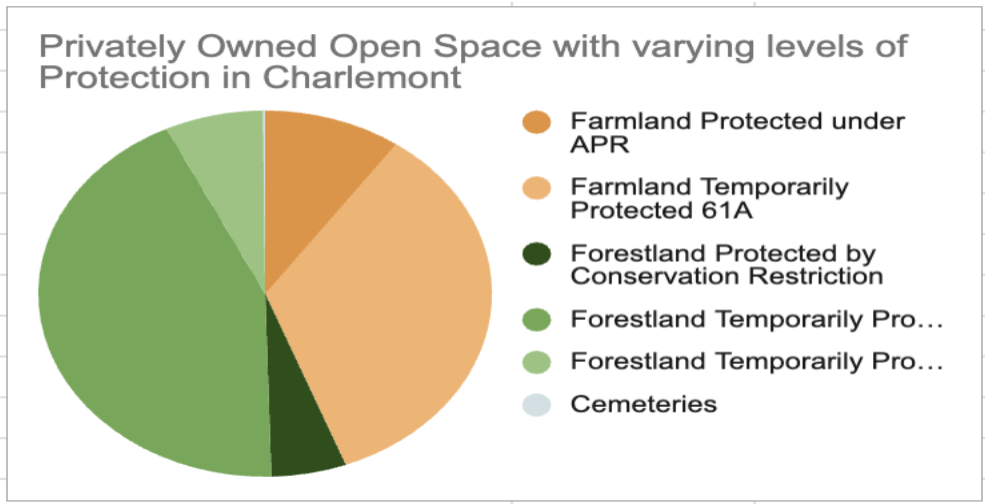 Privately Owned Open Space with varying levels of
Protection in Charlemont
Farmland Protected under
APR
Farmland Temporarily
Protected 61A
Forestland Protected by
Conservation Restriction
Forestland Temporarily Pro...
Forestland Temporarily Pro...
Cemeteries